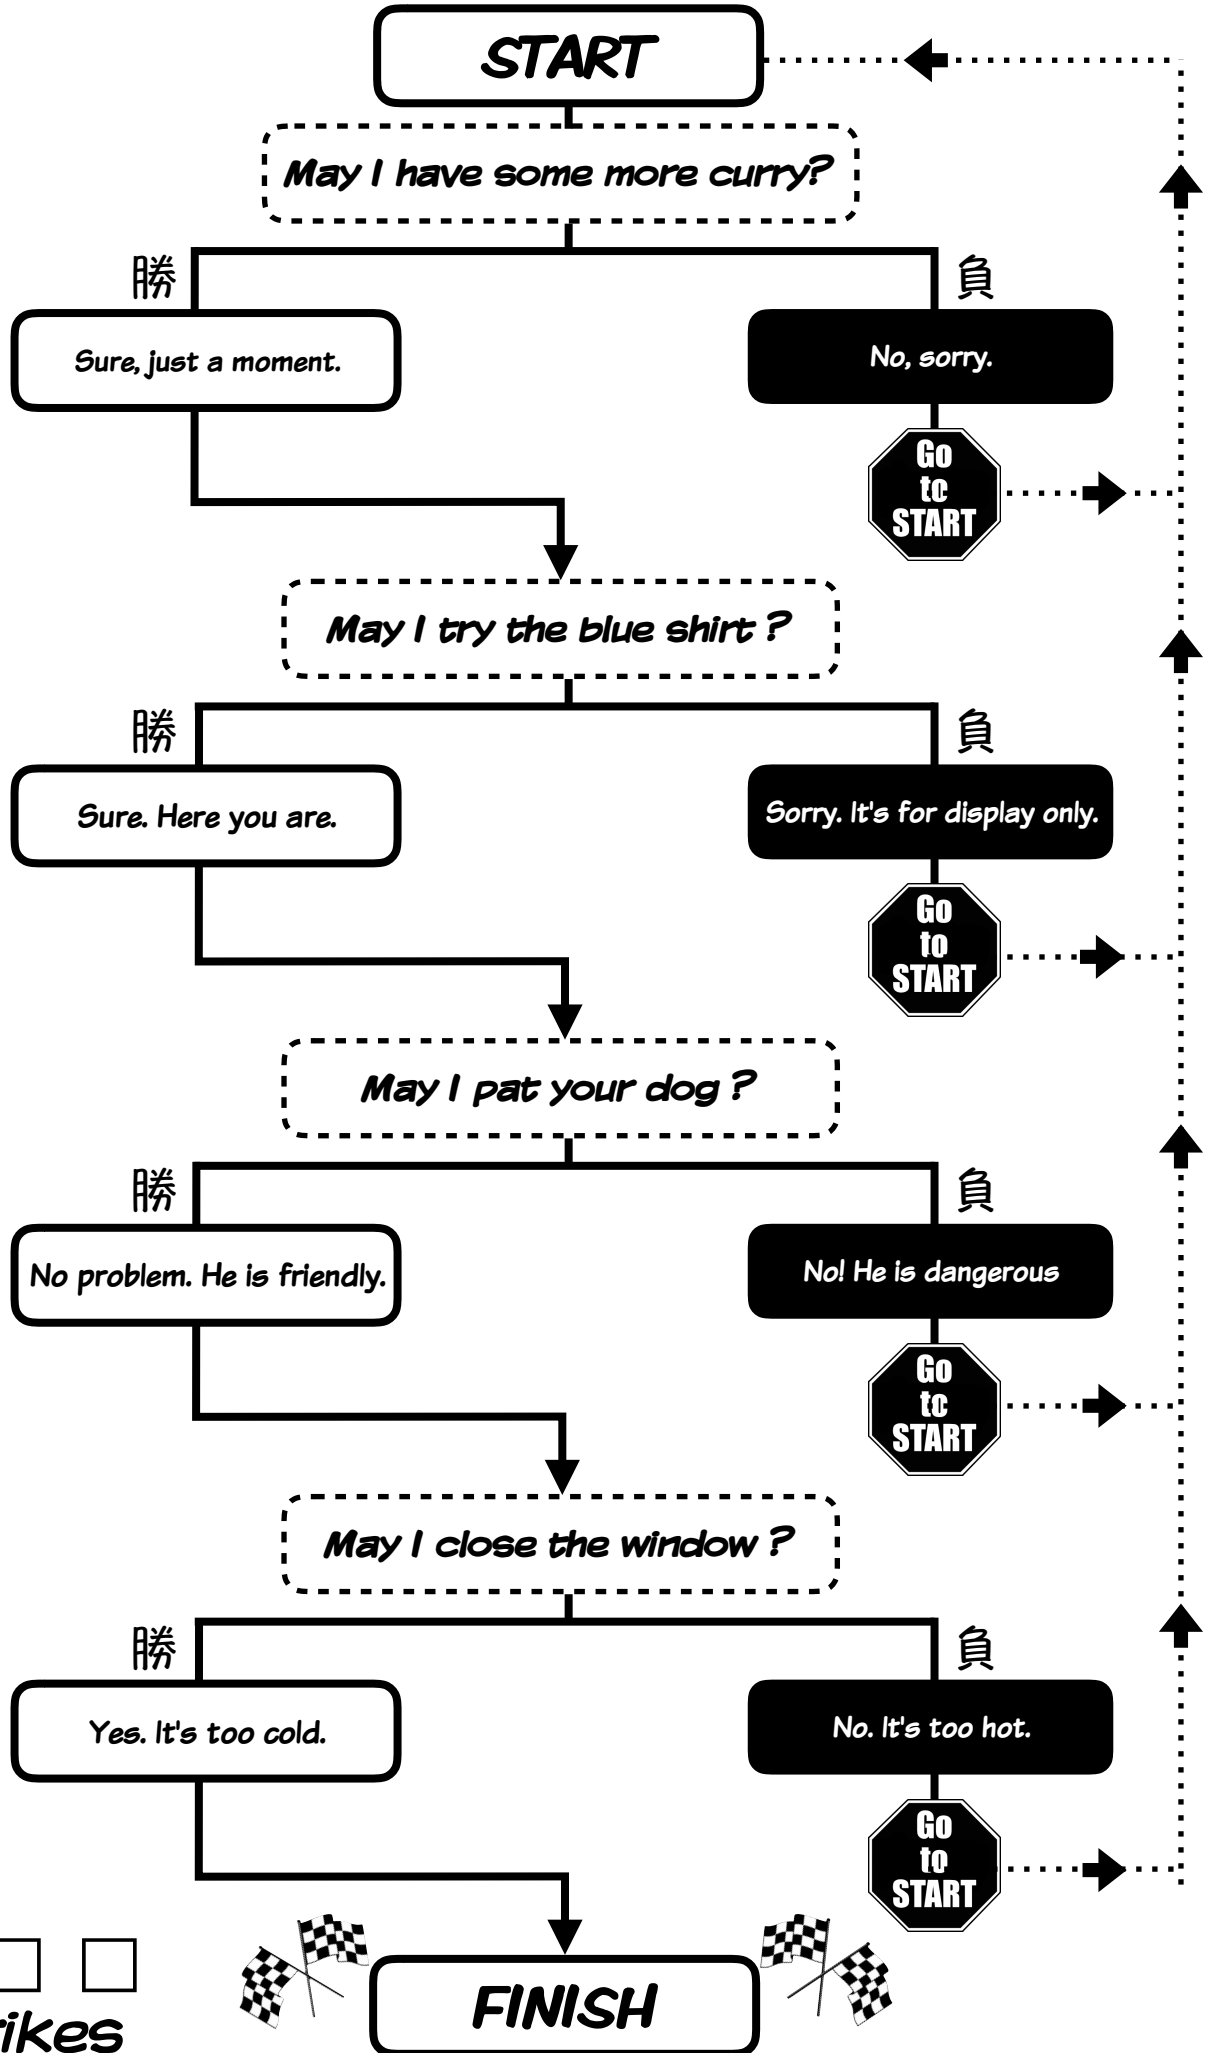 START
May I have some more curry?
勝
負
Sure, just a moment.
No, sorry.
Go
to
START
May I try the blue shirt ?
勝
負
Sure. Here you are.
Sorry. It's for display only.
Go
to
START
May I pat your dog ?
勝
負
No problem. He is friendly.
No! He is dangerous
Go
to
START
May I close the window ?
勝
負
Yes. It's too cold.
No. It's too hot.
Go
to
START
FINISH